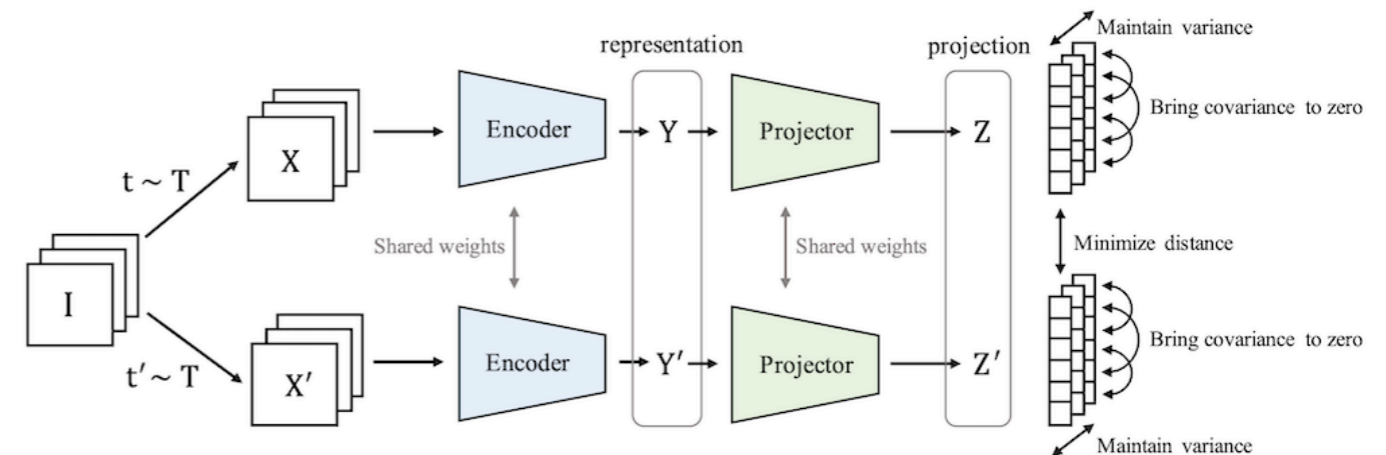 Maintain variance
representation
projection
Bring covariance to zero
Encoder
Y
Projector
Z
X
t ~ T
Shared weights
Shared weights
Minimize distance
I
t′ ~ T
X′
Encoder
Y′
Projector
Z′
Bring covariance to zero
Maintain variance